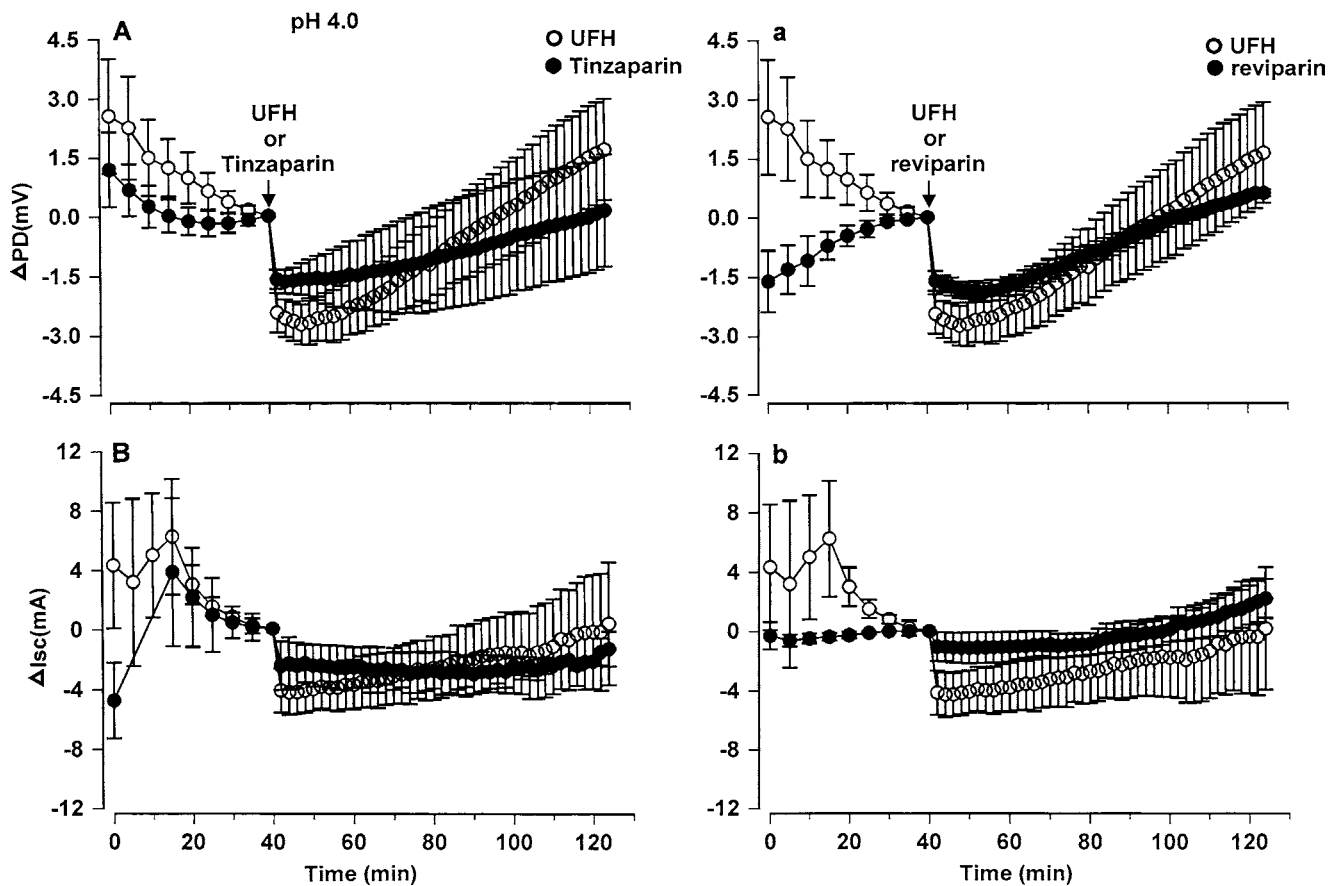 A
pH 4.0
UFH
Tinzaparin
4.5
3.0
1.5
0.0
-1.5
-3.0
-4.5
ΔPD(mV)
UFH
or
Tinzaparin
a
UFH
reviparin
4.5
3.0
1.5
0.0
-1.5
-3.0
-4.5
UFH
or
reviparin
B
12
8
4
0
-4
-8
-12
ΔIsc(mA)
0 20 40 60 80 100 120
Time (min)
b
12
8
4
0
-4
-8
-12
0 20 40 60 80 100 120
Time (min)